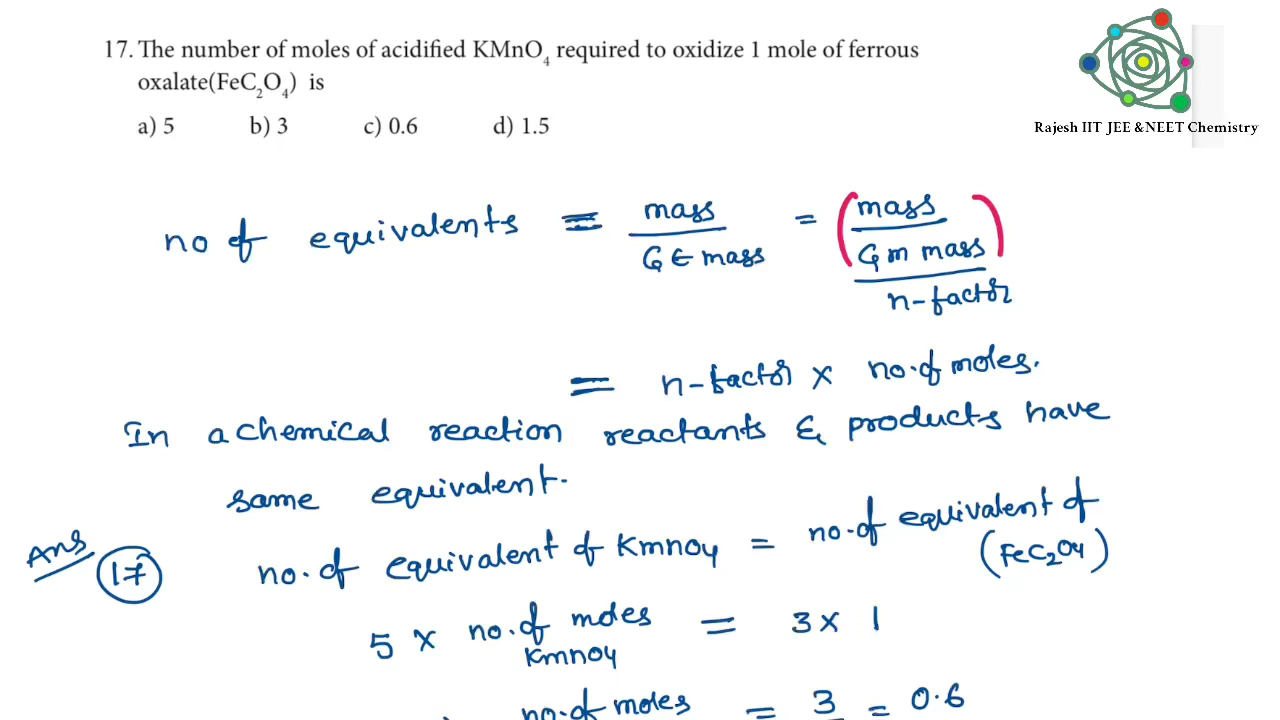 17. The number of moles of acidified KMnO4 required to oxidize 1 mole of ferrous
oxalate(FeC2O4) is
a) 5 b) 3 c) 0.6 d) 1.5
Rajesh IIT JEE &NEET Chemistry
no of equivalents = mass / G E mass = (mass / G m mass) / n-factor
= n-factor x no.of moles.
In a chemical reaction reactants & products have
same equivalent.
Ans
17
no.of equivalent of Kmno4 = no.of equivalent of
(FeC2O4)
5 x no.of moles = 3 x 1
Kmno4
no.of moles = 3 = 0.6